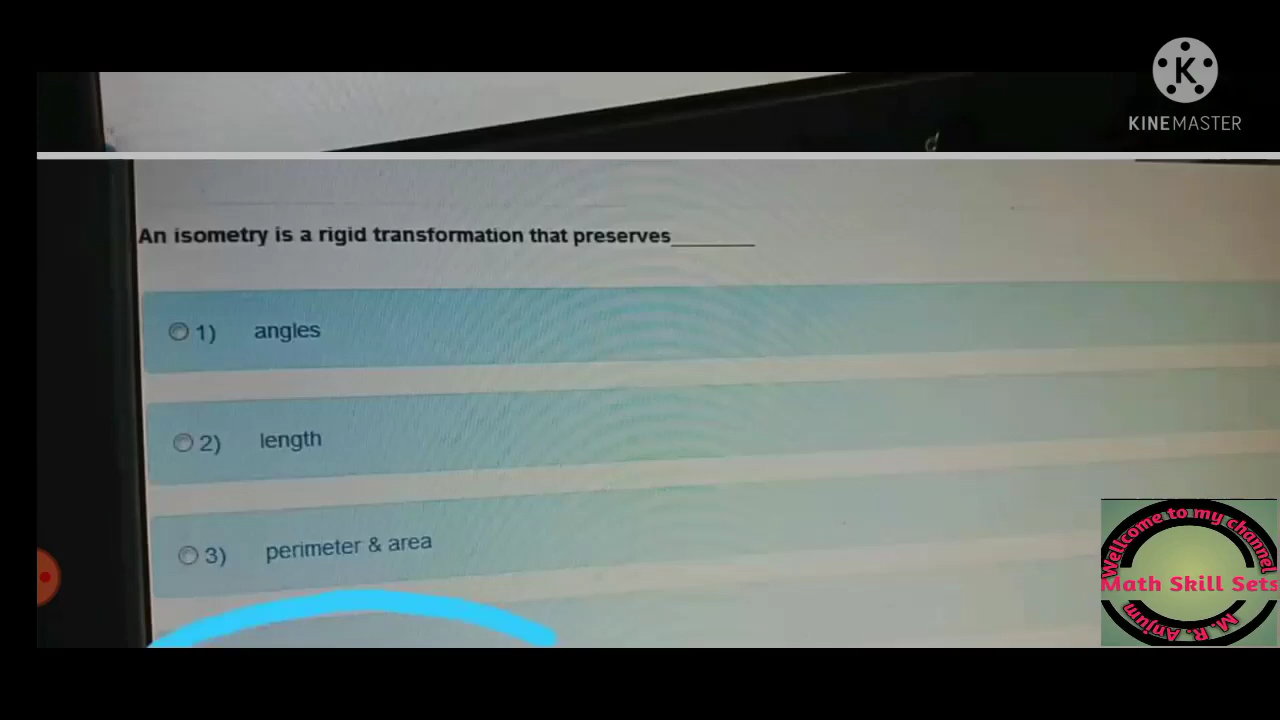 KINEMASTER
An isometry is a rigid transformation that preserves________
1) angles
2) length
3) perimeter & area
Wellcome to my channel
Math Skill Sets
M. R. Anjum